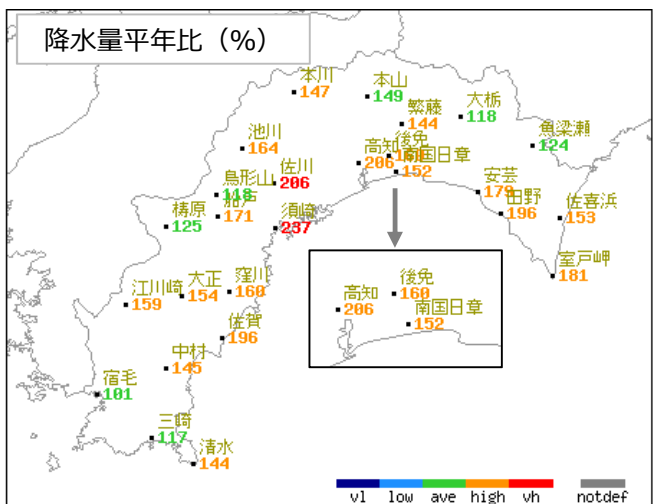 降水量平年比（%）
本川
147
本山
149
大栃
118
繁藤
144
魚梁瀬
124
池川
164
高知
206
後免
南国日章
152
佐川
206
鳥形山
118
船戸
171
梼原
125
須崎
237
安芸
179
田野
196
佐喜浜
153
室戸岬
181
江川崎
159
大正
154
窪川
160
佐賀
196
後免
160
高知
206
南国日章
152
中村
145
宿毛
101
三崎
117
清水
144
vl low ave high vh notdef